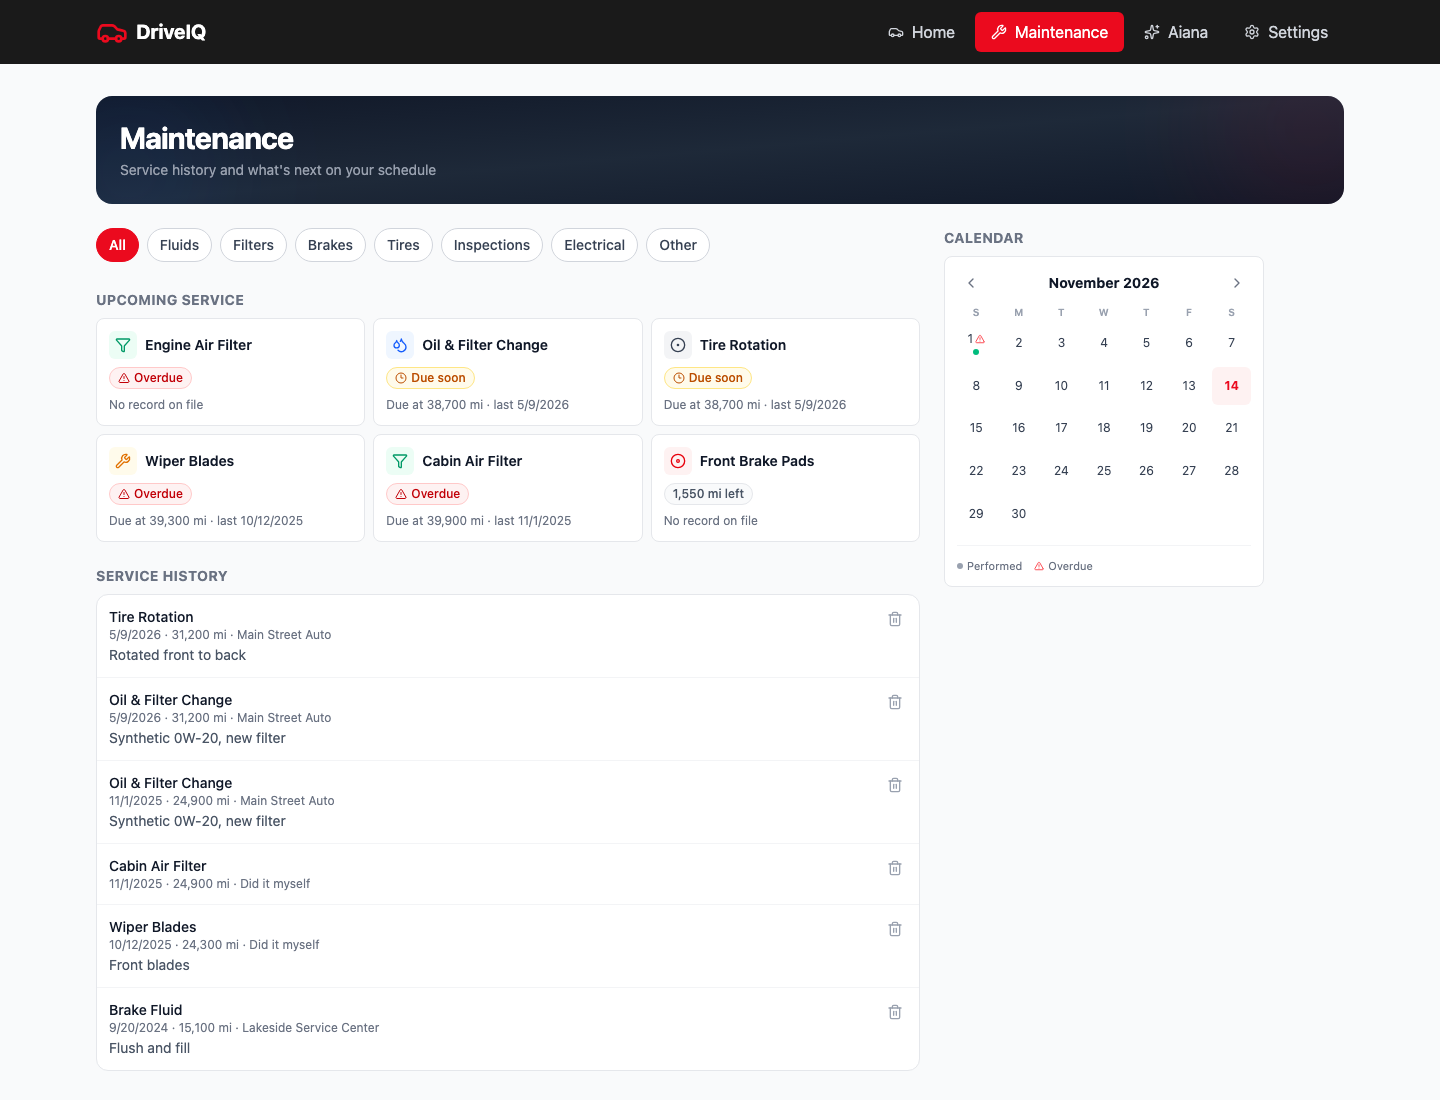 DriveIQ
Home
Maintenance
Aiana
Settings
Maintenance
Service history and what's next on your schedule
All
Fluids
Filters
Brakes
Tires
Inspections
Electrical
Other
UPCOMING SERVICE
Engine Air Filter
Overdue
No record on file
Oil & Filter Change
Due soon
Due at 38,700 mi · last 5/9/2026
Tire Rotation
Due soon
Due at 38,700 mi · last 5/9/2026
Wiper Blades
Overdue
Due at 39,300 mi · last 10/12/2025
Cabin Air Filter
Overdue
Due at 39,900 mi · last 11/1/2025
Front Brake Pads
1,550 mi left
No record on file
SERVICE HISTORY
Tire Rotation
5/9/2026 · 31,200 mi · Main Street Auto
Rotated front to back
Oil & Filter Change
5/9/2026 · 31,200 mi · Main Street Auto
Synthetic 0W-20, new filter
Oil & Filter Change
11/1/2025 · 24,900 mi · Main Street Auto
Synthetic 0W-20, new filter
Cabin Air Filter
11/1/2025 · 24,900 mi · Did it myself
Wiper Blades
10/12/2025 · 24,300 mi · Did it myself
Front blades
Brake Fluid
9/20/2024 · 15,100 mi · Lakeside Service Center
Flush and fill
CALENDAR
November 2026
S M T W T F S
1 2 3 4 5 6 7
8 9 10 11 12 13 14
15 16 17 18 19 20 21
22 23 24 25 26 27 28
29 30
Performed
Overdue